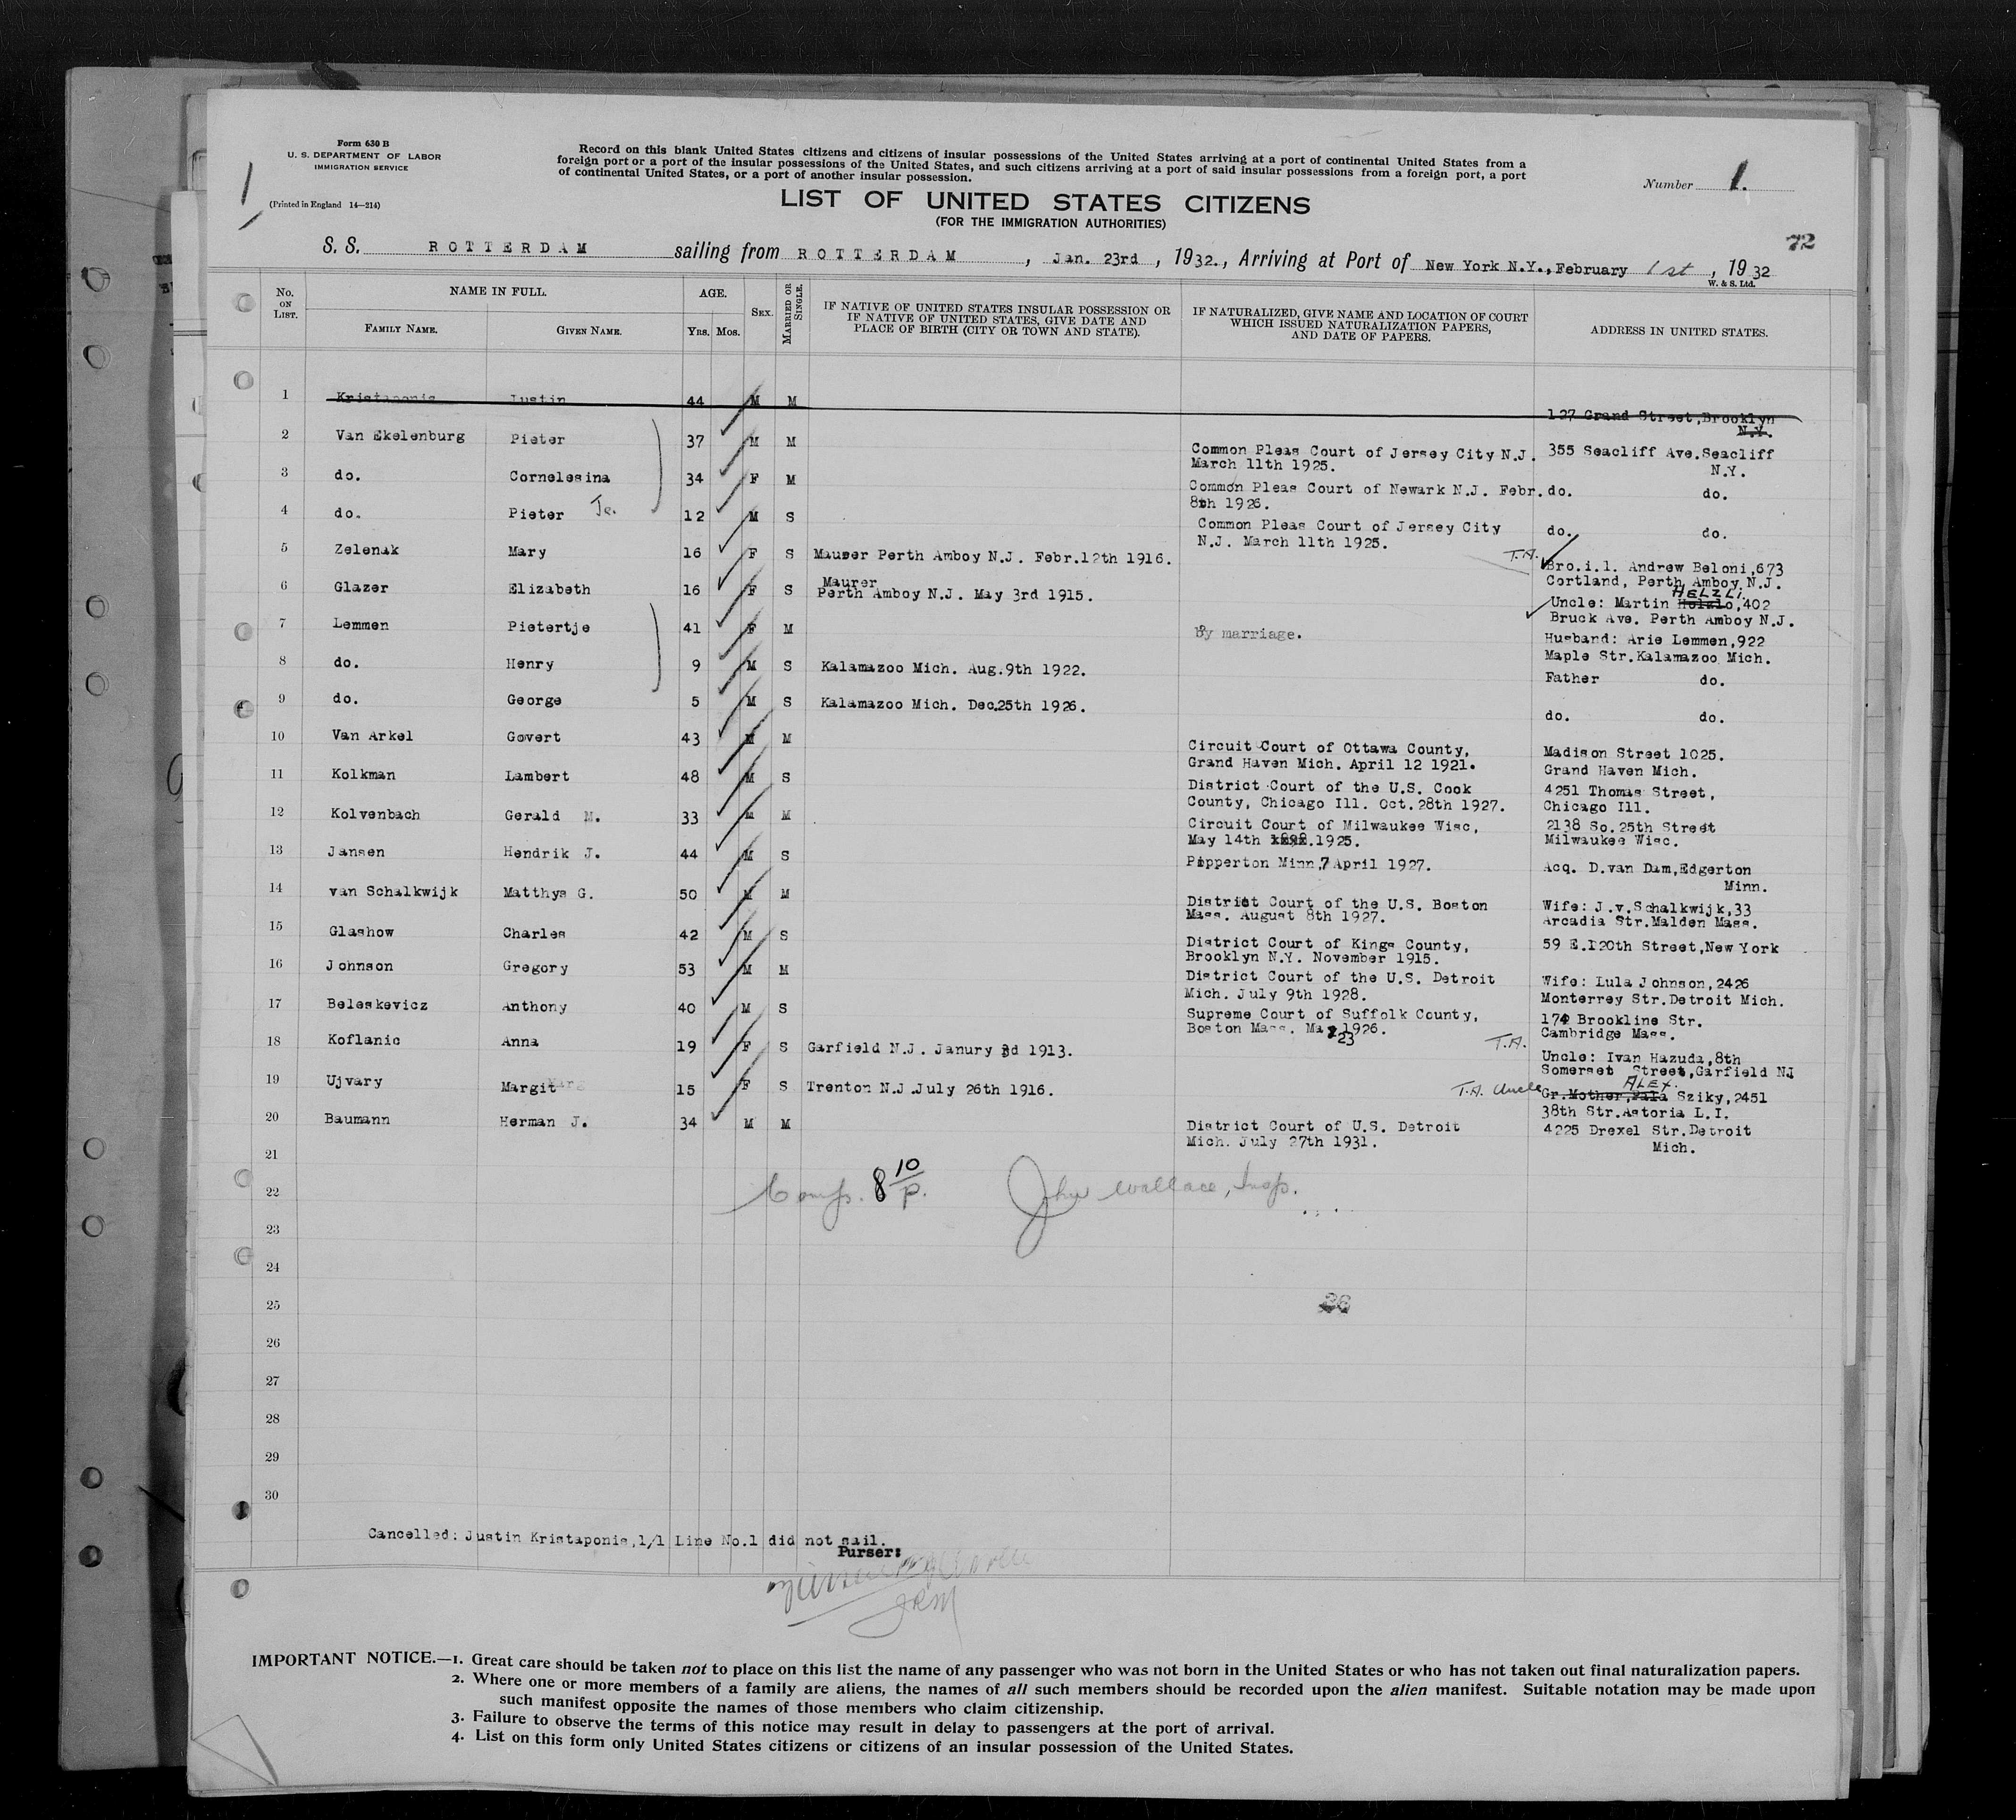 Form 630 B
U. S. DEPARTMENT OF LABOR
IMMIGRATION SERVICE
(Printed in England 14—214)
1
Record on this blank United States citizens and citizens of insular possessions of the United States arriving at a port of continental United States from a
foreign port or a port of the insular possessions of the United States, and such citizens arriving at a port of said insular possessions from a foreign port, a port
of continental United States, or a port of another insular possession.
Number 1.
LIST OF UNITED STATES CITIZENS
(FOR THE IMMIGRATION AUTHORITIES)
72
S. S. ROTTERDAM sailing from ROTTERDAM, Jan. 23rd, 1932., Arriving at Port of New York N.Y., February 1st, 1932
W. & S. Ltd.
No. ON LIST.
NAME IN FULL.
FAMILY NAME. GIVEN NAME.
AGE.
YRS. MOS.
SEX.
MARRIED OR SINGLE.
IF NATIVE OF UNITED STATES INSULAR POSSESSION OR
IF NATIVE OF UNITED STATES, GIVE DATE AND
PLACE OF BIRTH (CITY OR TOWN AND STATE).
IF NATURALIZED, GIVE NAME AND LOCATION OF COURT
WHICH ISSUED NATURALIZATION PAPERS,
AND DATE OF PAPERS.
ADDRESS IN UNITED STATES.
1 Kristaponis Justin 44 M M 127 Grand Street,Brooklyn
N.Y.
2 Van Ekelenburg Pieter 37 M M Common Pleas Court of Jersey City N.J. 355 Seacliff Ave.Seacliff
March 11th 1925. N.Y.
3 do. Cornelesina 34 F M Common Pleas Court of Newark N.J. Febr. do. do.
8th 1926.
4 do. Pieter Jr. 12 M S Common Pleas Court of Jersey City do. do.
N.J. March 11th 1925.
5 Zelenak Mary 16 F S Maurer Perth Amboy N.J. Febr.12th 1916. T.A. Bro.i.l. Andrew Beloni,673
Cortland, Perth Amboy N.J.
6 Glazer Elizabeth 16 F S Maurer
Perth Amboy N.J. May 3rd 1915. HELZLI.
Uncle: Martin Holzlo,402
Bruck Ave. Perth Amboy N.J.
7 Lemmen Pietertje 41 F M By marriage. Husband: Arie Lemmen,922
Maple Str.Kalamazoo Mich.
8 do. Henry 9 M S Kalamazoo Mich. Aug.9th 1922. Father do.
9 do. George 5 M S Kalamazoo Mich. Dec.25th 1926. do. do.
10 Van Arkel Govert 43 M M Circuit Court of Ottawa County, Madison Street 1025.
Grand Haven Mich. April 12 1921. Grand Haven Mich.
11 Kolkman Lambert 48 M S District Court of the U.S. Cook 4251 Thomas Street,
County, Chicago Ill. Oct.28th 1927. Chicago Ill.
12 Kolvenbach Gerald M. 33 M M Circuit Court of Milwaukee Wisc, 2138 So.25th Street
May 14th 1925. Milwaukee Wisc.
13 Jansen Hendrik J. 44 M S Pipperton Minn,7 April 1927. Acq. D.van Dam,Edgerton
Minn.
14 van Schalkwijk Matthys G. 50 M M District Court of the U.S. Boston Wife: J.v.Schalkwijk,33
Mass. August 8th 1927. Arcadia Str.Malden Mass.
15 Glashow Charles 42 M S District Court of Kings County, 59 E.120th Street,New York
Brooklyn N.Y. November 1915.
16 Johnson Gregory 53 M M District Court of the U.S. Detroit Wife: Lula Johnson,2426
Mich. July 9th 1928. Monterrey Str.Detroit Mich.
17 Beleskevicz Anthony 40 M S Supreme Court of Suffolk County, 174 Brookline Str.
Boston Mass. May 23 1926. Cambridge Mass.
18 Koflanic Anna 19 F S Garfield N.J. Janury 3d 1913. T.A. Uncle: Ivan Hazuda,8th
Somerset Street,Garfield NJ
19 Ujvary Margit 15 F S Trenton N.J.July 26th 1916. T.A. Uncle ALEX.
Gr.Mother,Pala Sziky,2451
38th Str.Astoria L.I.
20 Baumann Herman J. 34 M M District Court of U.S. Detroit 4225 Drexel Str.Detroit
Mich. July 27th 1931. Mich.
21
22 Comp. 8 10/P. John Wallace, Insp.
23
24
25 36
26
27
28
29
30
Cancelled: Justin Kristaponis,1/1 Line No.1 did not sail.
Purser:
IMPORTANT NOTICE.—1. Great care should be taken not to place on this list the name of any passenger who was not born in the United States or who has not taken out final naturalization papers.
2. Where one or more members of a family are aliens, the names of all such members should be recorded upon the alien manifest. Suitable notation may be made upon
such manifest opposite the names of those members who claim citizenship.
3. Failure to observe the terms of this notice may result in delay to passengers at the port of arrival.
4. List on this form only United States citizens or citizens of an insular possession of the United States.